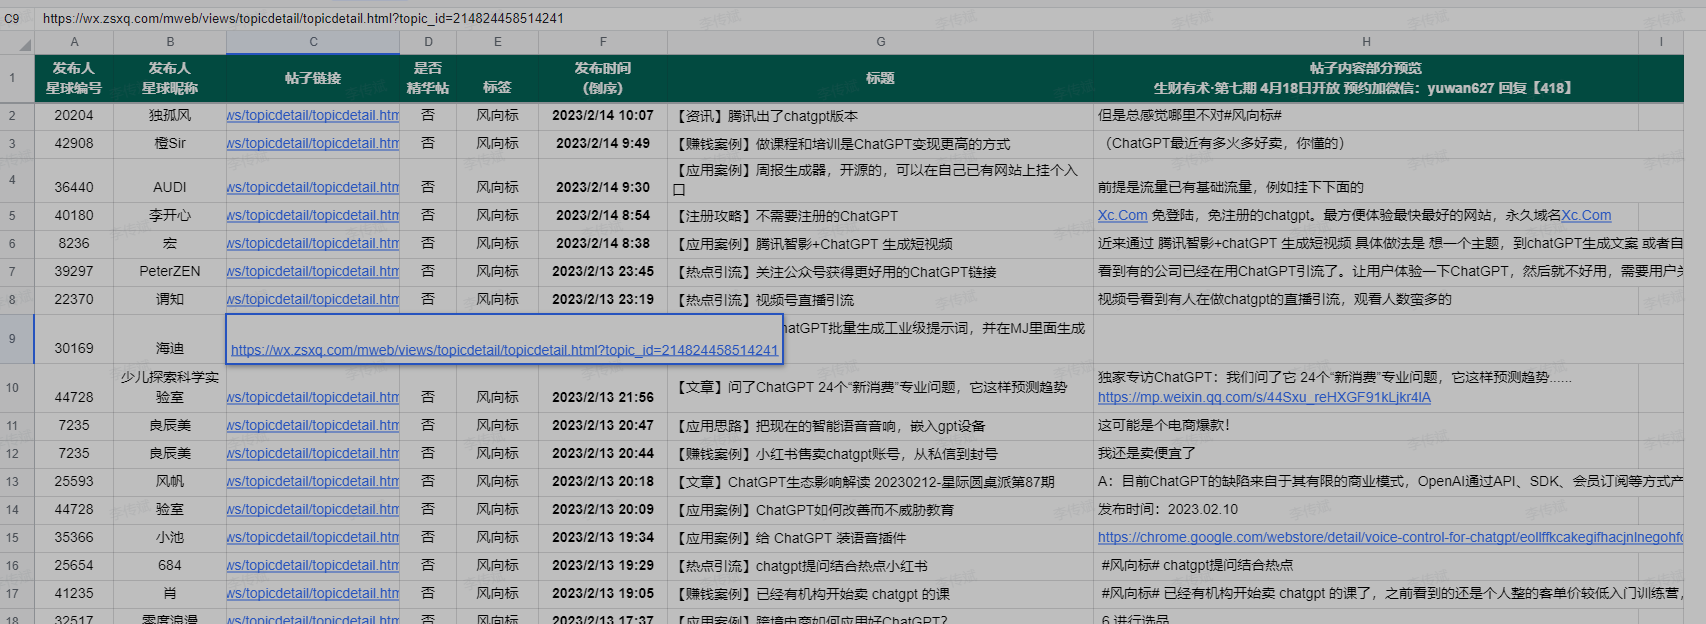 C9 https://wx.zsxq.com/mweb/views/topicdetail/topicdetail.html?topic_id=214824458514241
A B C D E F G H I
1 发布人 星球编号 发布人 星球昵称 帖子链接 是否 精华帖 标签 发布时间 (倒序) 标题 帖子内容部分预览 生财有术·第七期 4月18日开放 预约加微信：yuwan627 回复【418】
2 20204 独孤风 ws/topicdetail/topicdetail.htm 否 风向标 2023/2/14 10:07 【资讯】腾讯出了chatgpt版本 但是总感觉哪里不对#风向标#
3 42908 橙Sir ws/topicdetail/topicdetail.htm 否 风向标 2023/2/14 9:49 【赚钱案例】做课程和培训是ChatGPT变现更高的方式 （ChatGPT最近有多火多好卖，你懂的）
4 36440 AUDI ws/topicdetail/topicdetail.htm 否 风向标 2023/2/14 9:30 【应用案例】周报生成器，开源的，可以在自己已有网站上挂个入口 前提是流量已有基础流量，例如挂下下面的
5 40180 李开心 ws/topicdetail/topicdetail.htm 否 风向标 2023/2/14 8:54 【注册攻略】不需要注册的ChatGPT Xc.Com 免登陆，免注册的chatgpt。最方便体验最快最好的网站，永久域名Xc.Com
6 8236 宏 ws/topicdetail/topicdetail.htm 否 风向标 2023/2/14 8:38 【应用案例】腾讯智影+ChatGPT 生成短视频 近来通过 腾讯智影+chatGPT 生成短视频 具体做法是 想一个主题，到chatGPT生成文案 或者自
7 39297 PeterZEN ws/topicdetail/topicdetail.htm 否 风向标 2023/2/13 23:45 【热点引流】关注公众号获得更好用的ChatGPT链接 看到有的公司已经在用ChatGPT引流了。让用户体验一下ChatGPT，然后就不好用，需要用户关
8 22370 谓知 ws/topicdetail/topicdetail.htm 否 风向标 2023/2/13 23:19 【热点引流】视频号直播引流 视频号看到有人在做chatgpt的直播引流，观看人数蛮多的
9 30169 海迪 https://wx.zsxq.com/mweb/views/topicdetail/topicdetail.html?topic_id=214824458514241 hatGPT批量生成工业级提示词，并在MJ里面生成
10 44728 少儿探索科学实验室 ws/topicdetail/topicdetail.htm 否 风向标 2023/2/13 21:56 【文章】问了ChatGPT 24个“新消费”专业问题，它这样预测趋势 独家专访ChatGPT：我们问了它 24个“新消费”专业问题，它这样预测趋势...... https://mp.weixin.qq.com/s/44Sxu_reHXGF91kLjkr4lA
11 7235 良辰美 ws/topicdetail/topicdetail.htm 否 风向标 2023/2/13 20:47 【应用思路】把现在的智能语音音响，嵌入gpt设备 这可能是个电商爆款！
12 7235 良辰美 ws/topicdetail/topicdetail.htm 否 风向标 2023/2/13 20:44 【赚钱案例】小红书售卖chatgpt账号，从私信到封号 我还是卖便宜了
13 25593 风帆 ws/topicdetail/topicdetail.htm 否 风向标 2023/2/13 20:18 【文章】ChatGPT生态影响解读 20230212-星际圆桌派第87期 A：目前ChatGPT的缺陷来自于其有限的商业模式，OpenAI通过API、SDK、会员订阅等方式产
14 44728 验室 ws/topicdetail/topicdetail.htm 否 风向标 2023/2/13 20:09 【应用案例】ChatGPT如何改善而不威胁教育 发布时间：2023.02.10
15 35366 小池 ws/topicdetail/topicdetail.htm 否 风向标 2023/2/13 19:34 【应用案例】给 ChatGPT 装语音插件 https://chrome.google.com/webstore/detail/voice-control-for-chatgpt/eollffkcakegifhacjnlnegohfd
16 25654 684 ws/topicdetail/topicdetail.htm 否 风向标 2023/2/13 19:29 【热点引流】chatgpt提问结合热点小红书 #风向标# chatgpt提问结合热点
17 41235 肖 ws/topicdetail/topicdetail.htm 否 风向标 2023/2/13 19:05 【赚钱案例】已经有机构开始卖 chatgpt 的课 #风向标# 已经有机构开始卖 chatgpt 的课了，之前看到的还是个人整的客单价较低入门训练营，
18 32517 零度浪漫 ws/topicdetail/topicdetail.htm 否 风向标 2023/2/13 17:37 【应用案例】跨境电商如何应用好ChatGPT？ 6.进行选品